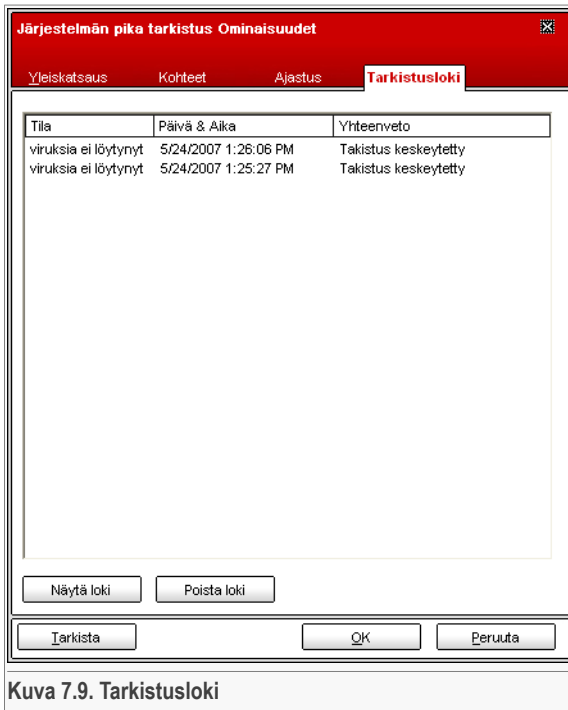 Järjestelmän pika tarkistus Ominaisuudet
Yleiskatsaus Kohteet Ajastus Tarkistusloki
Tila Päivä & Aika Yhteenveto
viruksia ei löytynyt 5/24/2007 1:26:06 PM Takistus keskeytetty
viruksia ei löytynyt 5/24/2007 1:25:27 PM Takistus keskeytetty
Näytä loki Poista loki
Tarkista OK Peruuta
Kuva 7.9. Tarkistusloki